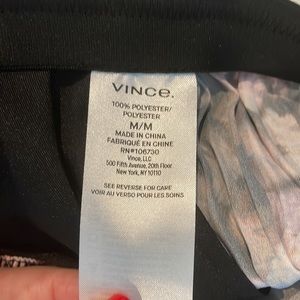 VINCE.
100% POLYESTER/
POLYESTER
M/M
MADE IN CHINA
FABRIQUÉ EN CHINE
RN#106730
Vince, LLC
500 Fifth Avenue, 20th Floor
New York, NY 10110
SEE REVERSE FOR CARE
VOIR AU VERSO POUR LES SOINS